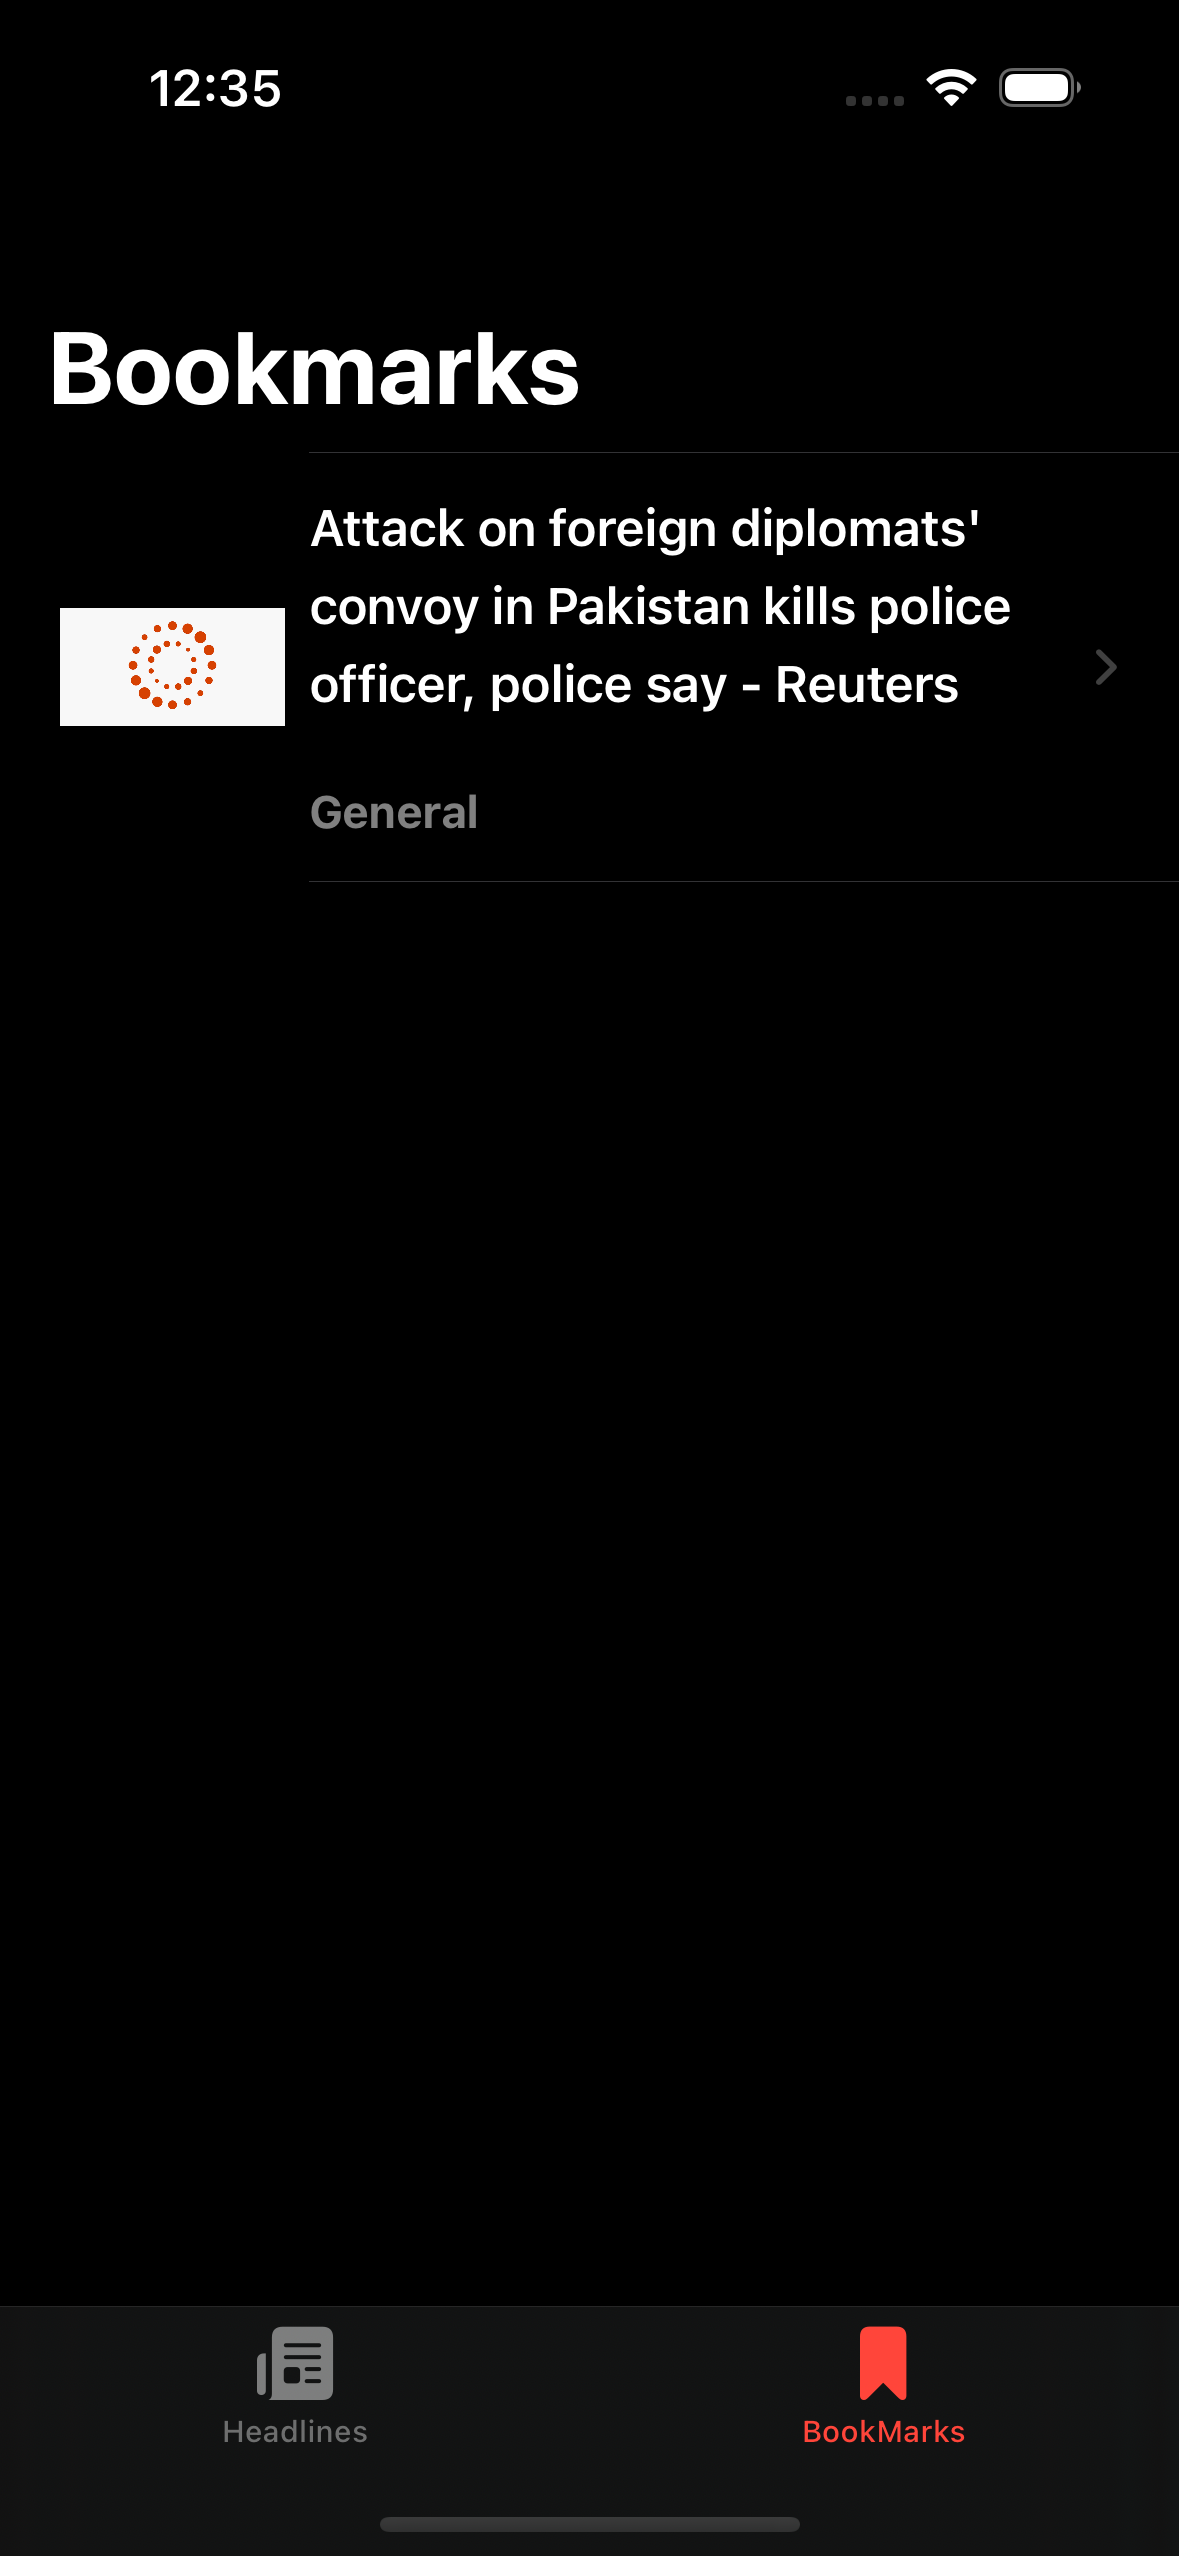 12:35
Bookmarks
Attack on foreign diplomats'
convoy in Pakistan kills police
officer, police say - Reuters
General
Headlines
BookMarks